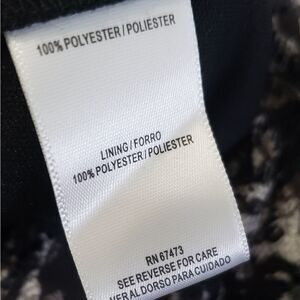 100% POLYESTER / POLIESTER
LINING / FORRO
100% POLYESTER / POLIESTER
RN 67473
SEE REVERSE FOR CARE
VER AL DORSO PARA CUIDADO